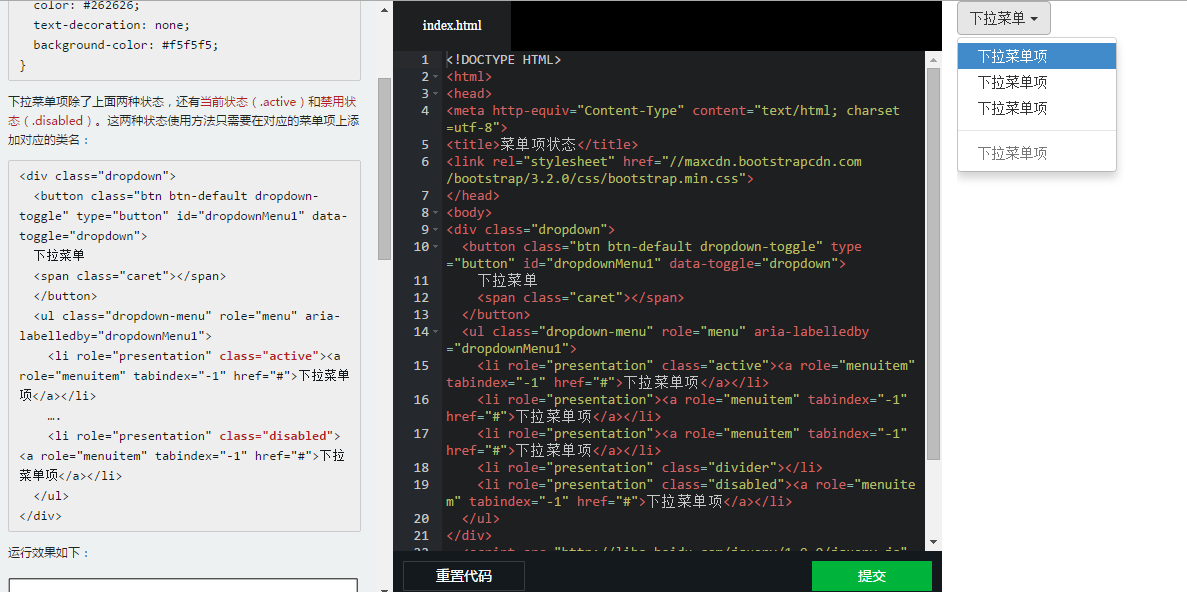 color: #262626;
text-decoration: none;
background-color: #f5f5f5;
}
下拉菜单项除了上面两种状态，还有当前状态（.active）和禁用状
态（.disabled）。这两种状态使用方法只需要在对应的菜单项上添
加对应的类名：
<div class="dropdown">
<button class="btn btn-default dropdown-
toggle" type="button" id="dropdownMenu1" data-
toggle="dropdown">
下拉菜单
<span class="caret"></span>
</button>
<ul class="dropdown-menu" role="menu" aria-
labelledby="dropdownMenu1">
<li role="presentation" class="active"><a
role="menuitem" tabindex="-1" href="#">下拉菜单
项</a></li>
….
<li role="presentation" class="disabled">
<a role="menuitem" tabindex="-1" href="#">下拉
菜单项</a></li>
</ul>
</div>
运行效果如下：
index.html
1 <!DOCTYPE HTML>
2 <html>
3 <head>
4 <meta http-equiv="Content-Type" content="text/html; charset
=utf-8">
5 <title>菜单项状态</title>
6 <link rel="stylesheet" href="//maxcdn.bootstrapcdn.com
/bootstrap/3.2.0/css/bootstrap.min.css">
7 </head>
8 <body>
9 <div class="dropdown">
10 <button class="btn btn-default dropdown-toggle" type
="button" id="dropdownMenu1" data-toggle="dropdown">
11 下拉菜单
12 <span class="caret"></span>
13 </button>
14 <ul class="dropdown-menu" role="menu" aria-labelledby
="dropdownMenu1">
15 <li role="presentation" class="active"><a role="menuitem"
tabindex="-1" href="#">下拉菜单项</a></li>
16 <li role="presentation"><a role="menuitem" tabindex="-1"
href="#">下拉菜单项</a></li>
17 <li role="presentation"><a role="menuitem" tabindex="-1"
href="#">下拉菜单项</a></li>
18 <li role="presentation" class="divider"></li>
19 <li role="presentation" class="disabled"><a role="menuite
m" tabindex="-1" href="#">下拉菜单项</a></li>
20 </ul>
21 </div>
重置代码
提交
下拉菜单
下拉菜单项
下拉菜单项
下拉菜单项
下拉菜单项